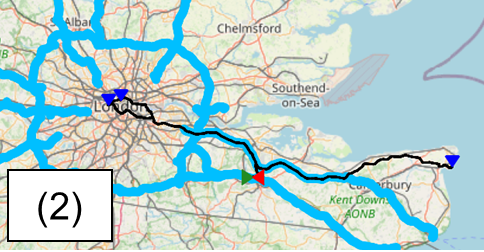 St Albans
Chelmsford
London
Southend-
on-Sea
Canterbury
Kent Downs
AONB
(2)